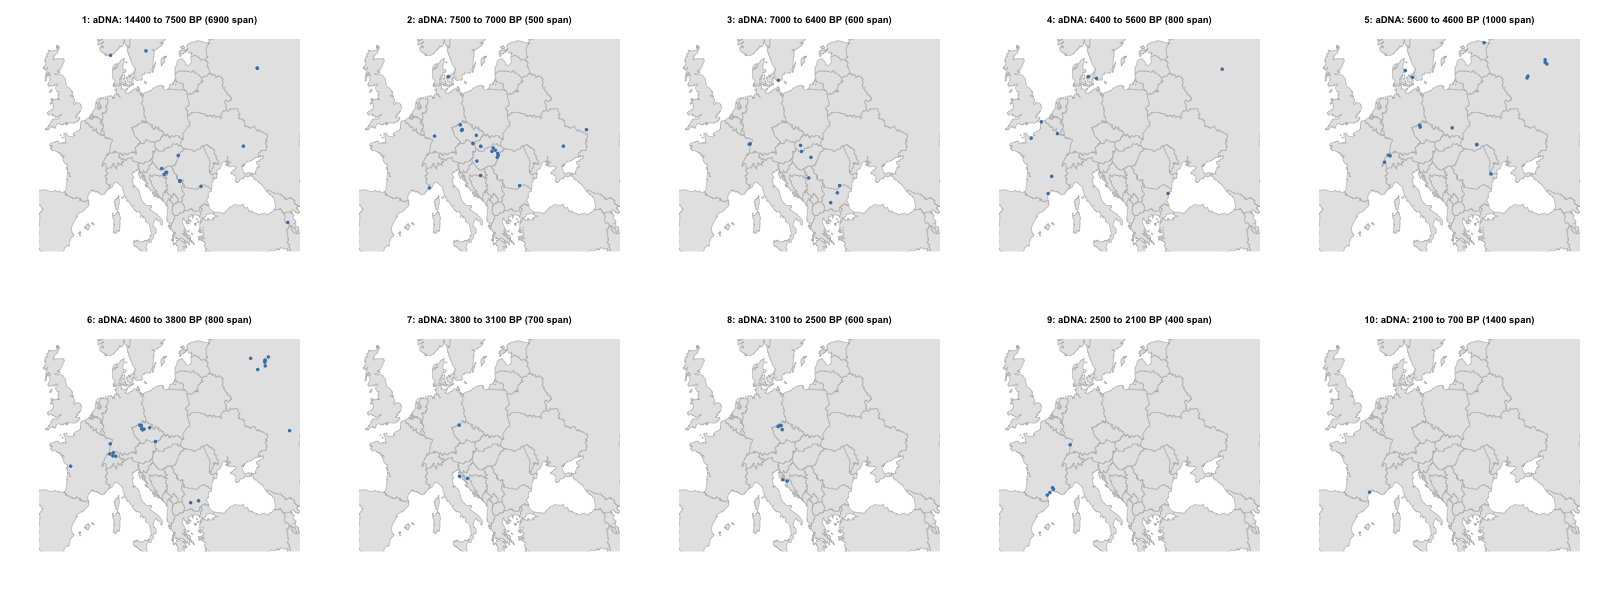 1: aDNA: 14400 to 7500 BP (6900 span)
2: aDNA: 7500 to 7000 BP (500 span)
3: aDNA: 7000 to 6400 BP (600 span)
4: aDNA: 6400 to 5600 BP (800 span)
5: aDNA: 5600 to 4600 BP (1000 span)
6: aDNA: 4600 to 3800 BP (800 span)
7: aDNA: 3800 to 3100 BP (700 span)
8: aDNA: 3100 to 2500 BP (600 span)
9: aDNA: 2500 to 2100 BP (400 span)
10: aDNA: 2100 to 700 BP (1400 span)